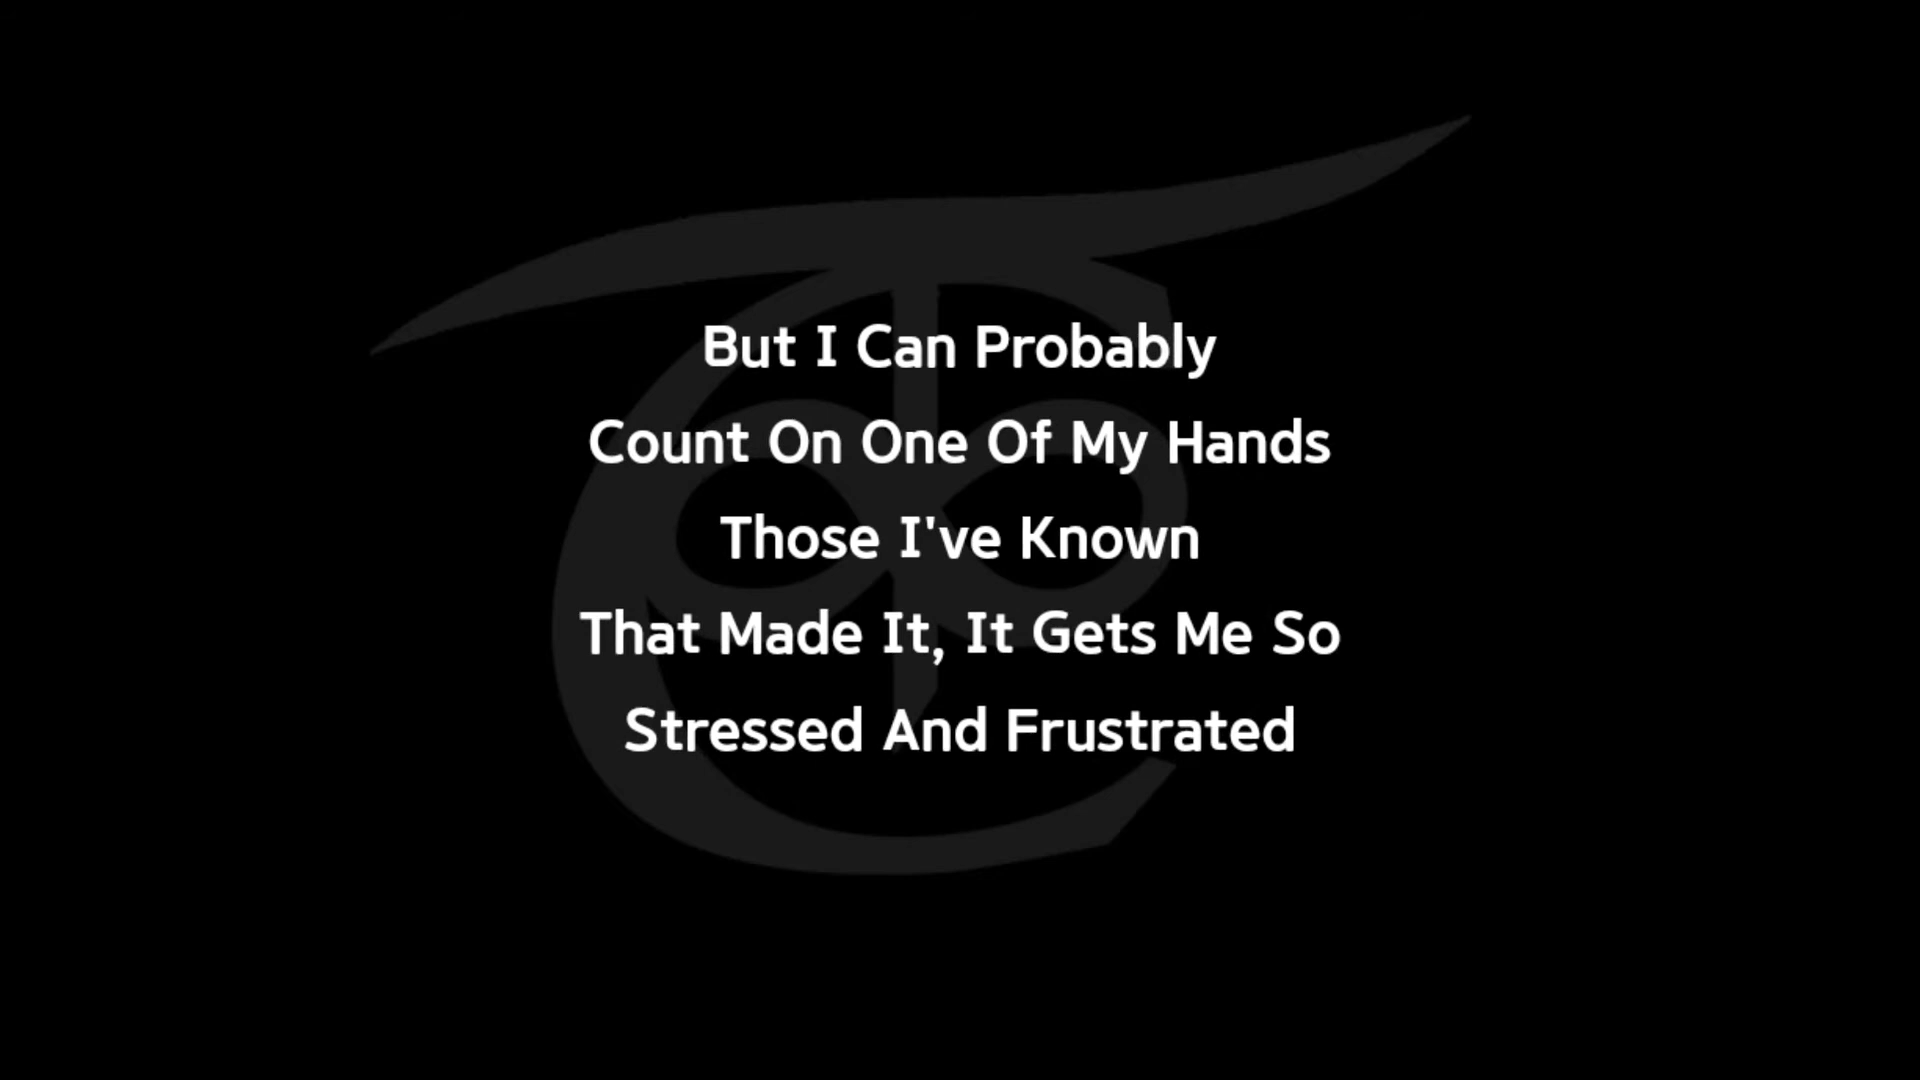 But I Can Probably
Count On One Of My Hands
Those I've Known
That Made It, It Gets Me So
Stressed And Frustrated